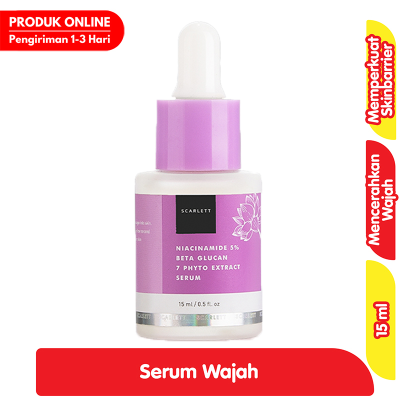 PRODUK ONLINE
Pengiriman 1-3 Hari
Memperkuat
Skinbarrier
Mencerahkan
Wajah
15 ml
SCARLETT
NIACINAMIDE 5%
BETA GLUCAN
7 PHYTO EXTRACT
SERUM
15 ml / 0.5 fl. oz
Serum Wajah